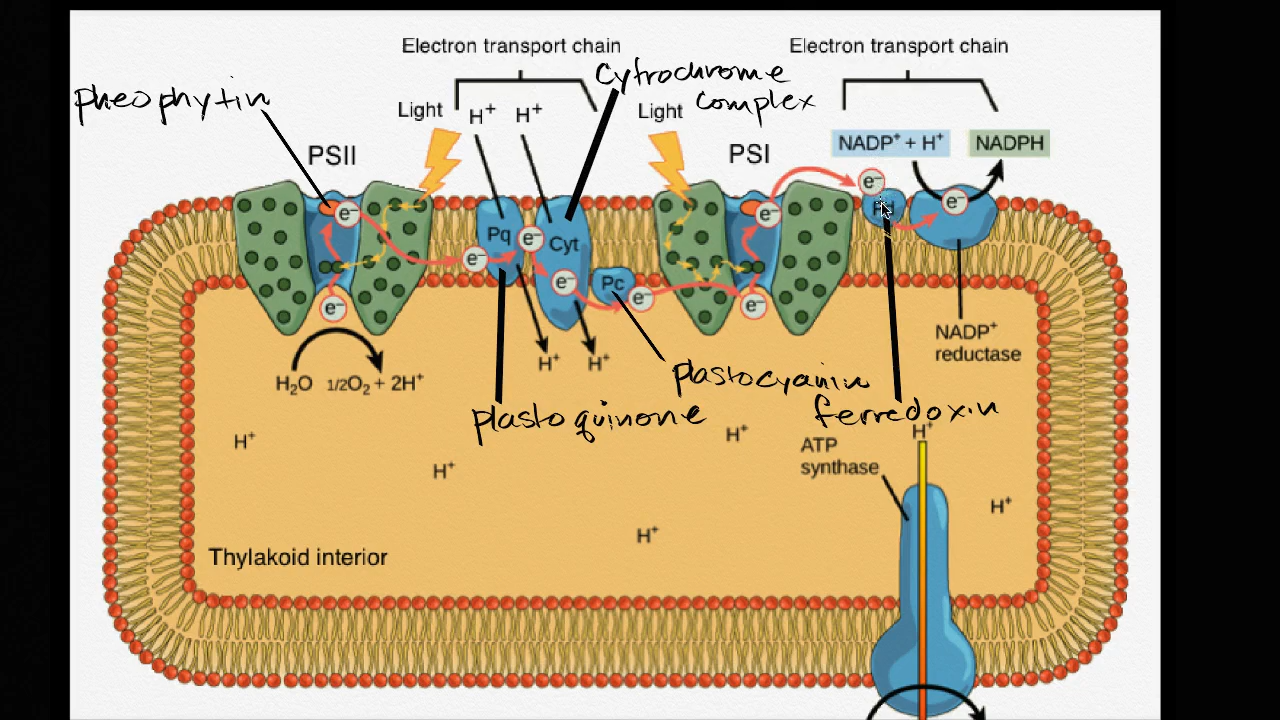 Electron transport chain
Electron transport chain
Cytrochrome
complex
pheophytin
Light
H⁺
H⁺
Light
NADP⁺ + H⁺
NADPH
PSII
PSI
e⁻
e⁻
e⁻
e⁻
e⁻
Pq
e⁻
Cyt
e⁻
e⁻
Pc
e⁻
e⁻
e⁻
NADP⁺
reductase
H⁺
H⁺
H₂O 1/2O₂ + 2H⁺
plastocyanin
plastoquinone
ferredoxin
H⁺
H⁺
H⁺
ATP
synthase
H⁺
H⁺
H⁺
Thylakoid interior